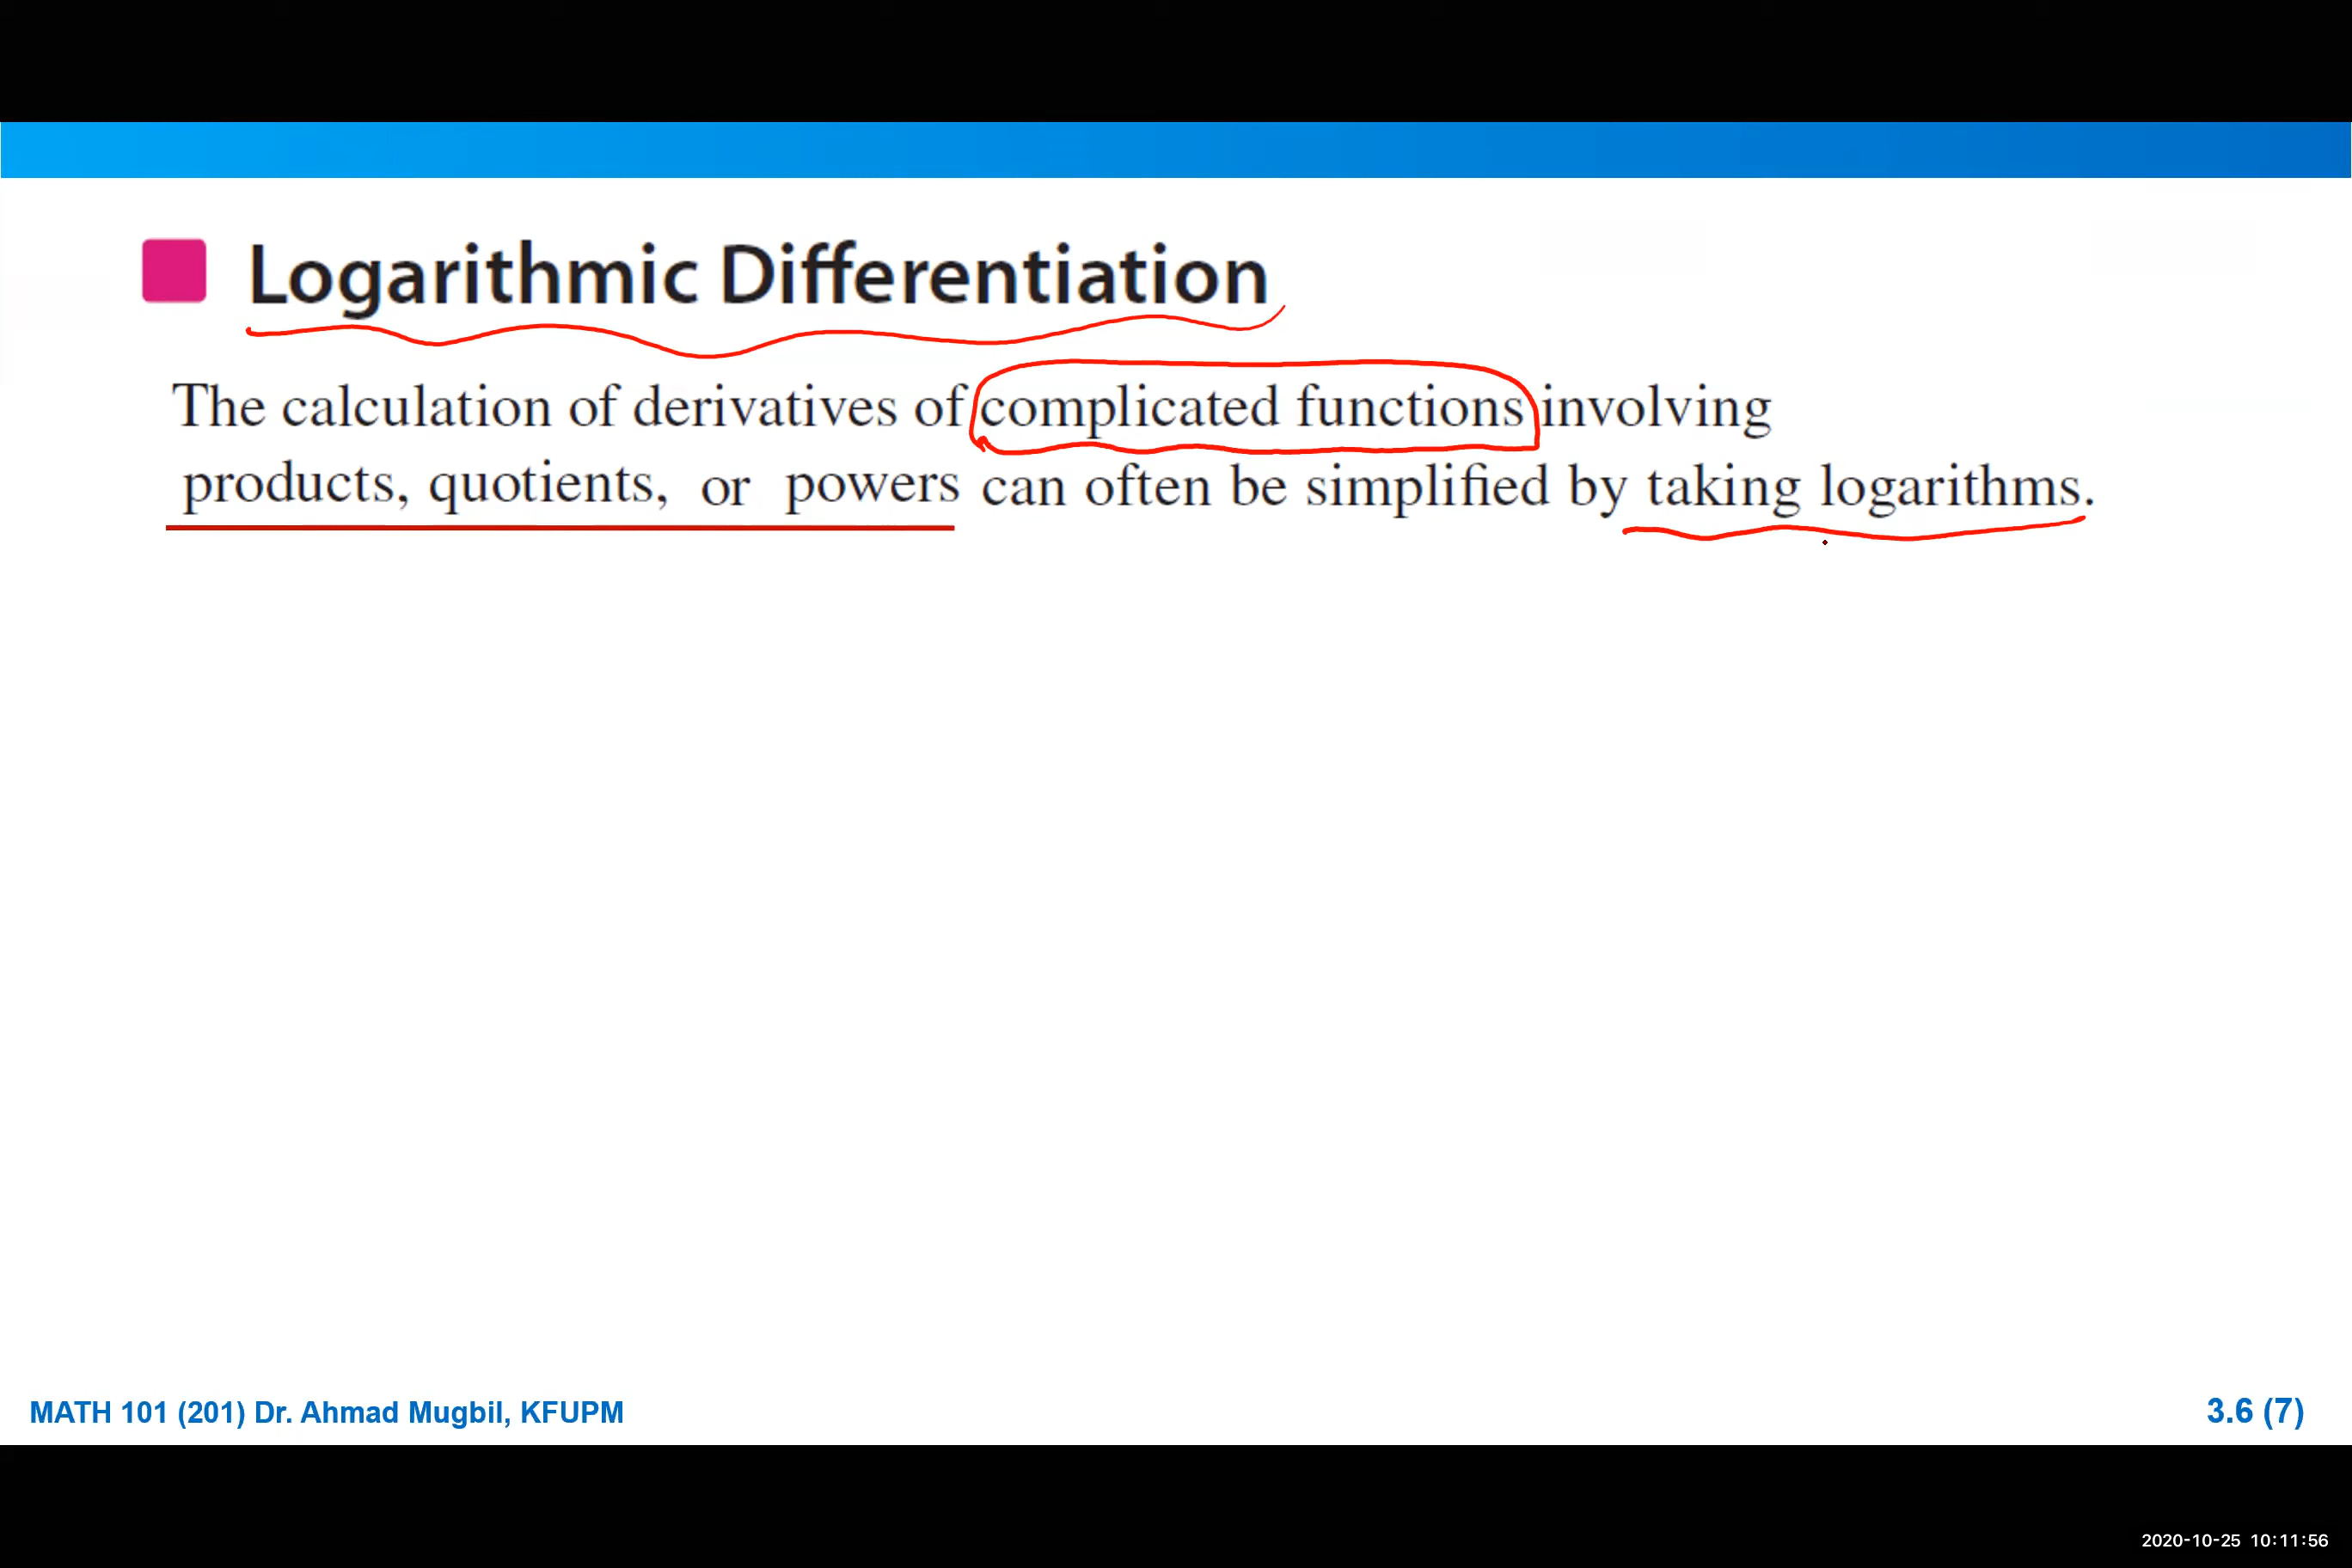 Logarithmic Differentiation
The calculation of derivatives of complicated functions involving
products, quotients, or powers can often be simplified by taking logarithms.
MATH 101 (201) Dr. Ahmad Mugbil, KFUPM
3.6 (7)
2020-10-25 10:11:56